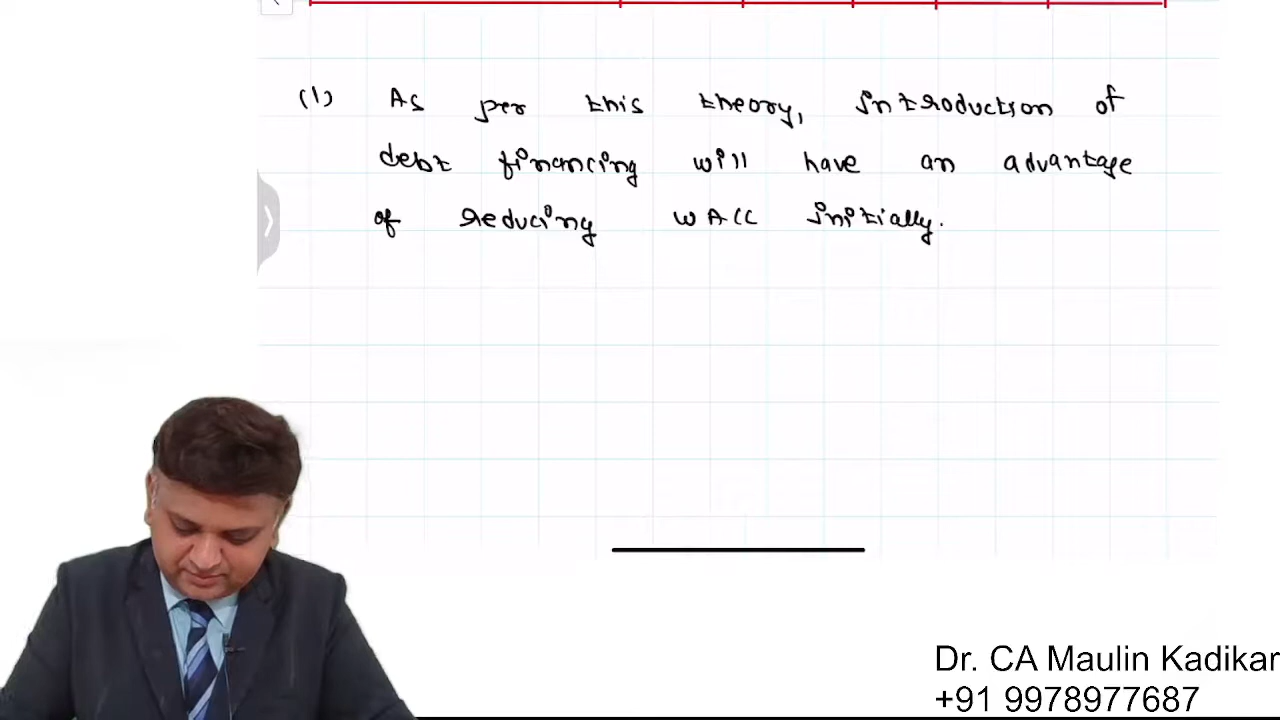 (1) As per this theory, introduction of
debt financing will have an advantage
of reducing WACC initially.
Dr. CA Maulin Kadikar
+91 9978977687